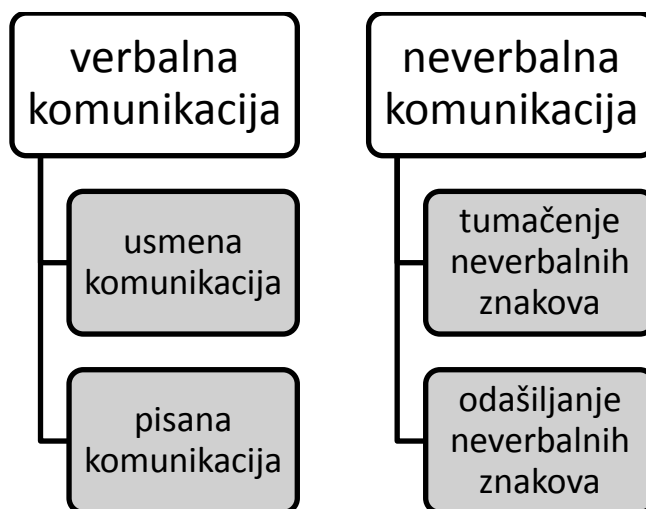 verbalna
komunikacija
usmena
komunikacija
pisana
komunikacija
neverbalna
komunikacija
tumačenje
neverbalnih
znakova
odašiljanje
neverbalnih
znakova